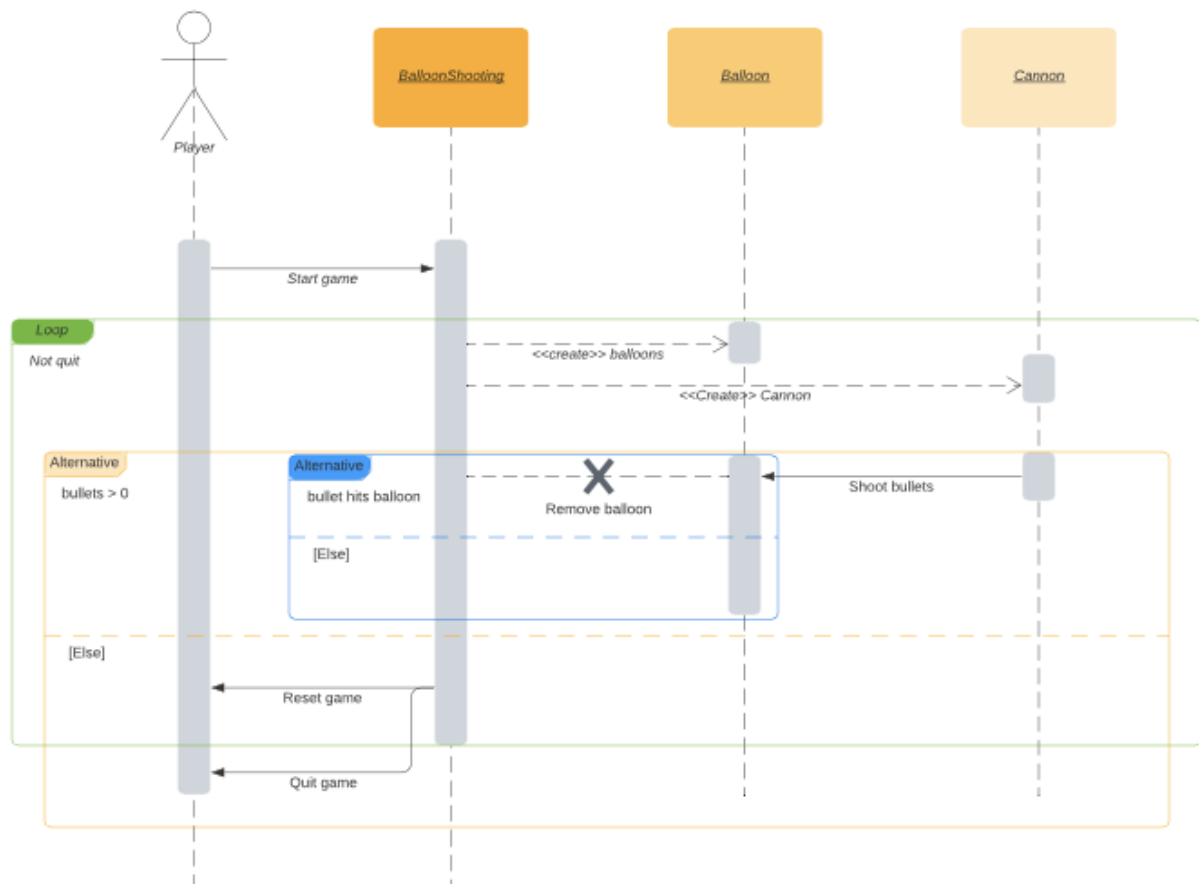 Player
BalloonShooting
Balloon
Cannon
Start game
Loop
Not quit
<<create>> balloons
<<Create>> Cannon
Alternative
bullets > 0
Alternative
bullet hits balloon
Remove balloon
Shoot bullets
[Else]
[Else]
Reset game
Quit game